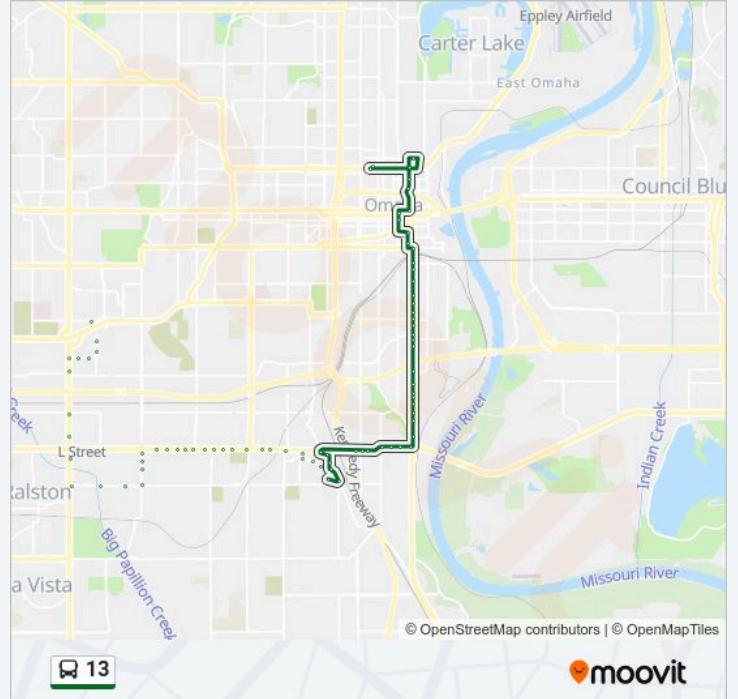 Eppley Airfield
Carter Lake
East Omaha
Council Blu
Om a
L Street
Creek
Ralston
Kennedy Freeway
Missouri River
Indian Creek
Big Papillion Creek
a Vista
Missouri River
© OpenStreetMap contributors | © OpenMapTiles
13
moovit